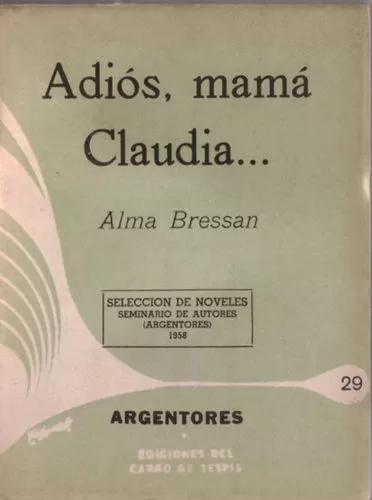 Adiós, mamá
Claudia...
Alma Bressan
SELECCION DE NOVELES
SEMINARIO DE AUTORES
(ARGENTORES)
1958
29
ARGENTORES
EDICIONES DEL
CARRO DE TESPIS